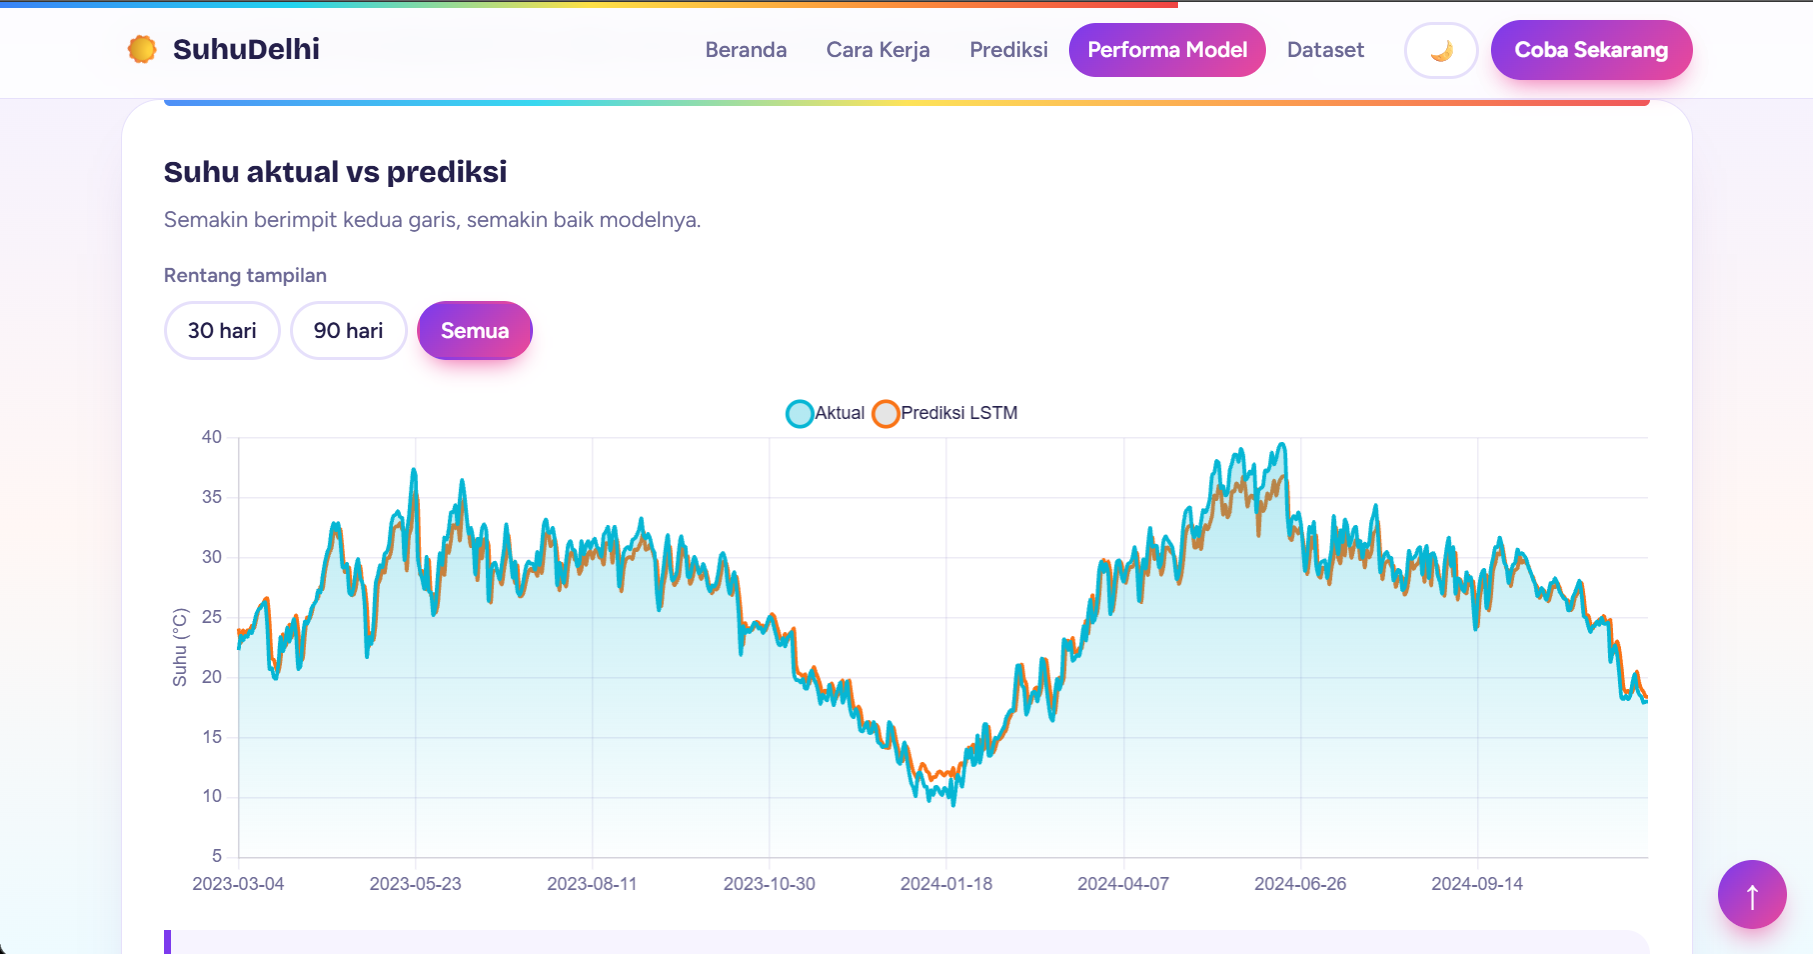 SuhuDelhi
Beranda Cara Kerja Prediksi Performa Model Dataset Coba Sekarang
Suhu aktual vs prediksi
Semakin berimpit kedua garis, semakin baik modelnya.
Rentang tampilan
30 hari 90 hari Semua
Aktual Prediksi LSTM
40
35
30
25
20
15
10
5
Suhu (°C)
2023-03-04 2023-05-23 2023-08-11 2023-10-30 2024-01-18 2024-04-07 2024-06-26 2024-09-14
↑